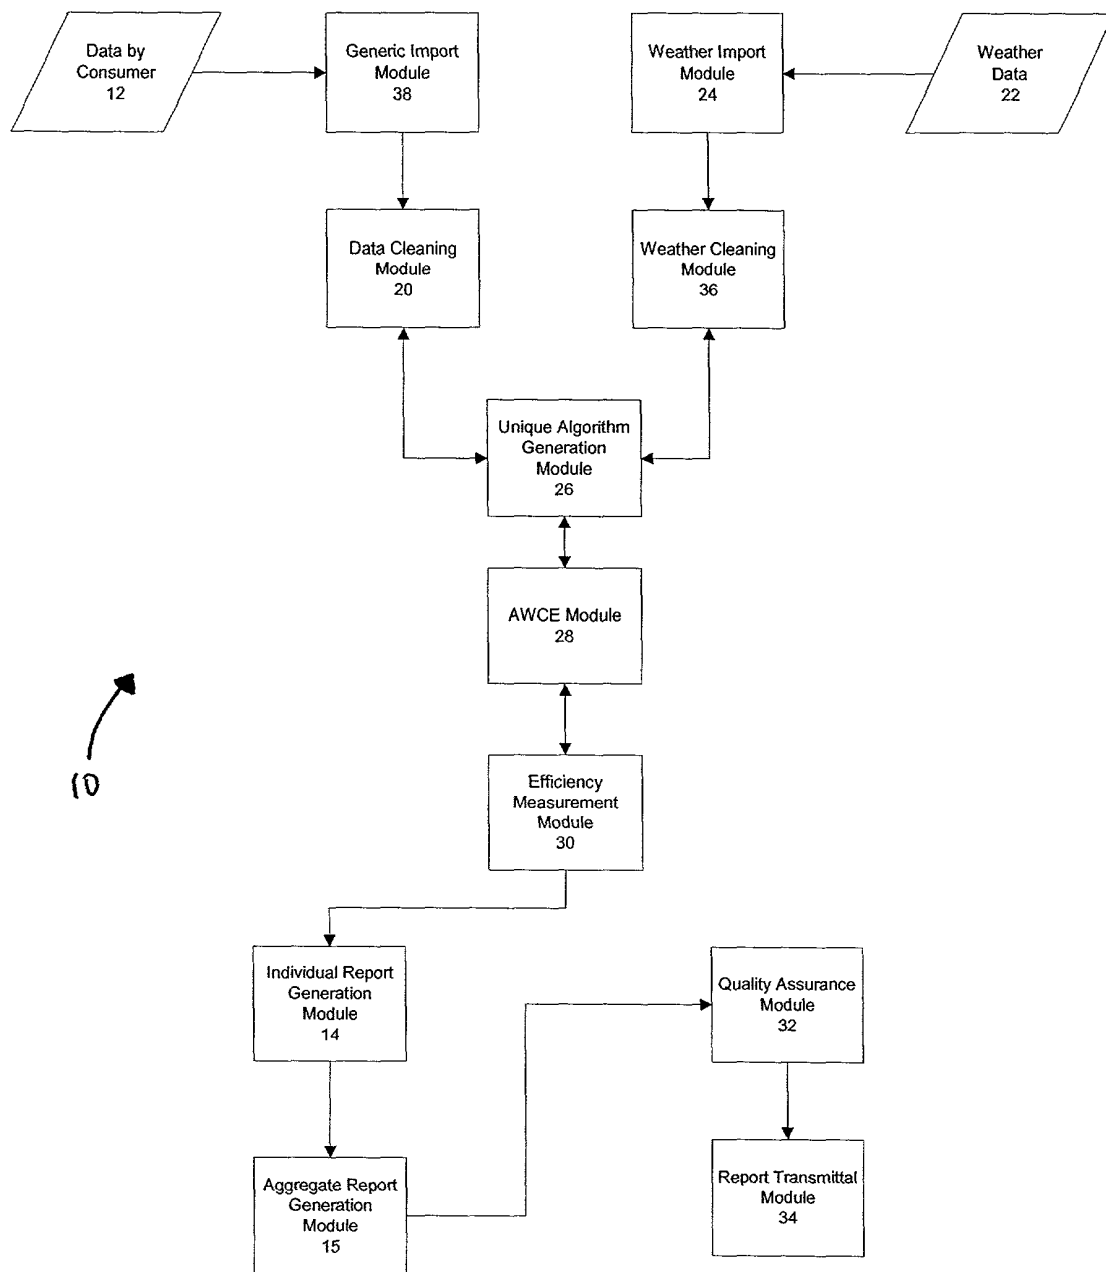 Data by
Consumer
12
Generic Import
Module
38
Weather Import
Module
24
Weather
Data
22
Data Cleaning
Module
20
Weather Cleaning
Module
36
Unique Algorithm
Generation
Module
26
AWCE Module
28
10
Efficiency
Measurement
Module
30
Individual Report
Generation
Module
14
Quality Assurance
Module
32
Aggregate Report
Generation
Module
15
Report Transmittal
Module
34